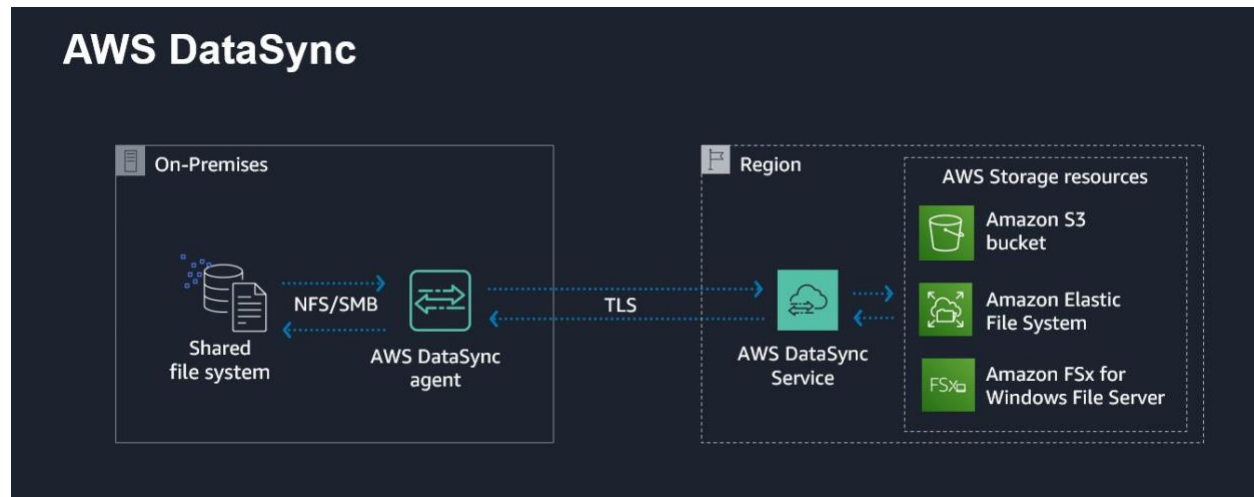 AWS DataSync
On-Premises
Shared
file system
NFS/SMB
AWS DataSync
agent
TLS
Region
AWS DataSync
Service
AWS Storage resources
Amazon S3
bucket
Amazon Elastic
File System
FSx
Amazon FSx for
Windows File Server